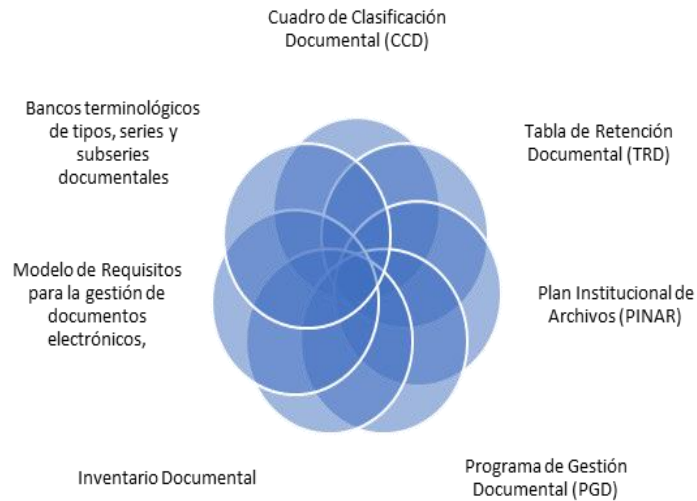 Cuadro de Clasificación
Documental (CCD)
Tabla de Retención
Documental (TRD)
Plan Institucional de
Archivos (PINAR)
Programa de Gestión
Documental (PGD)
Inventario Documental
Modelo de Requisitos
para la gestión de
documentos
electrónicos,
Bancos terminológicos
de tipos, series y
subseries
documentales